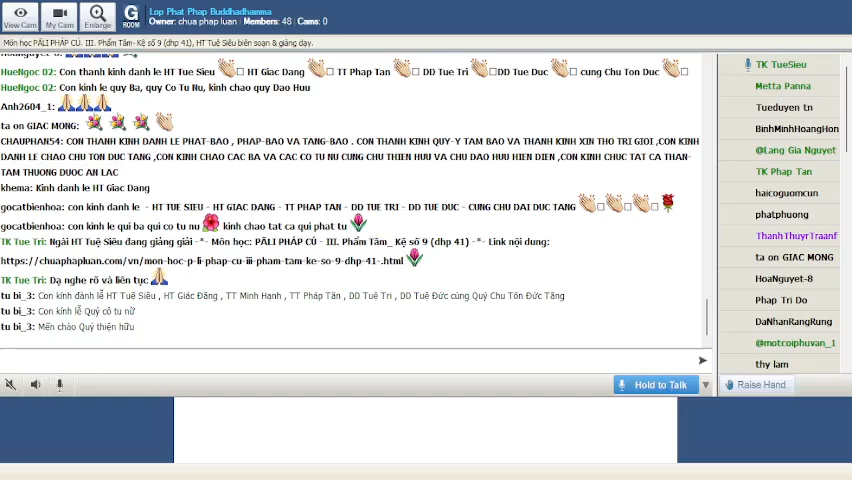 Lop Phat Phap Buddhadhamma
Owner: chua phap luan | Members: 48 | Cams: 0
View Cam
My Cam
Enlarge
G
ROOM
Môn học PĀLI PHÁP CÚ. III. Phẩm Tâm- Kệ số 9 (dhp 41), HT Tuệ Siêu biên soạn & giảng dạy.
HueNgoc 02: Con thanh kinh danh le HT Tue Sieu HT Giac Dang TT Phap Tan DD Tue Tri DD Tue Duc cung Chu Ton Duc
HueNgoc 02: Con kinh le quy Ba, quy Co Tu Nu, kinh chao quy Dao Huu
Anh2604_1:
ta on GIAC MONG:
CHAUPHAN54: CON THANH KINH DANH LE PHAT-BAO , PHAP-BAO VA TANG-BAO . CON THANH KINH QUY-Y TAM BAO VA THANH KINH XIN THO TRI GIOI ,CON KINH
DANH LE CHAO CHU TON DUC TANG ,CON KINH CHAO CAC BA VA CAC CO TU NU CUNG CHU THIEN HUU VA CHU DAO HUU HIEN DIEN ,CON KINH CHUC TAT CA THAN-
TAM THUONG DUOC AN LAC
khema: Kinh danh le HT Giac Dang
gocatbienhoa: con kinh danh le - HT TUE SIEU - HT GIAC DANG - TT PHAP TAN - DD TUE TRI - DD TUE DUC - CUNG CHU DAI DUC TANG
gocatbienhoa: con kinh le qui ba qui co tu nu kinh chao tat ca qui phat tu
TK Tue Tri: Ngài HT Tuệ Siêu đang giảng giải -*- Môn học: PĀLI PHÁP CÚ - III. Phẩm Tâm_ Kệ số 9 (dhp 41) -*- Link nội dung:
https://chuaphapluan.com/vn/mon-hoc-p-li-phap-cu-iii-pham-tam-ke-so-9-dhp-41-.html
TK Tue Tri: Dạ nghe rõ và liên tục
tu bi_3: Con kính đảnh lễ HT Tuệ Siêu , HT Giác Đẳng , TT Minh Hạnh , TT Pháp Tân , DD Tuệ Trị , DD Tuệ Đức cùng Quý Chu Tôn Đức Tăng
tu bi_3: Con kính lễ Quý cô tu nữ
tu bi_3: Mến chào Quý thiện hữu
Hold to Talk
TK TueSieu
Metta Panna
Tueduyen tn
BinhMinhHoangHon
@Lang Gia Nguyet
TK Phap Tan
haicoguomcun
phatphuong
ThanhThuyrTraanf
ta on GIAC MONG
HoaNguyet-8
Phap Tri Do
DaNhanRangRung
@motcoiphuvan_1
thy lam
Raise Hand